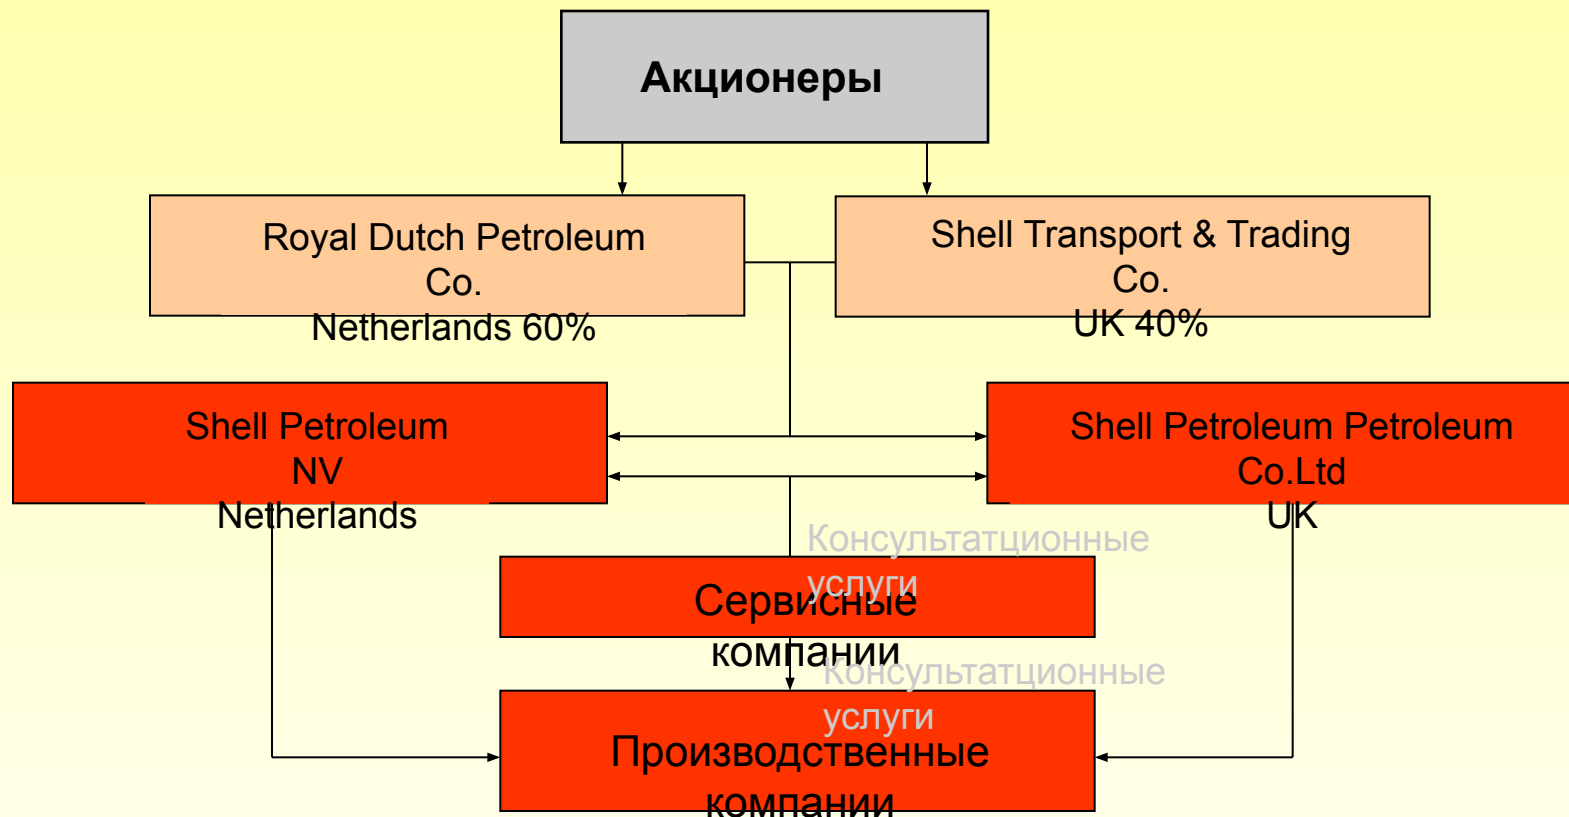 Акционеры
Royal Dutch Petroleum
Co.
Netherlands 60%
Shell Transport & Trading
Co.
UK 40%
Shell Petroleum
NV
Netherlands
Shell Petroleum Petroleum
Co.Ltd
UK
Консультатционные
услуги
Сервисные
компании
Консультатционные
услуги
Производственные
компании